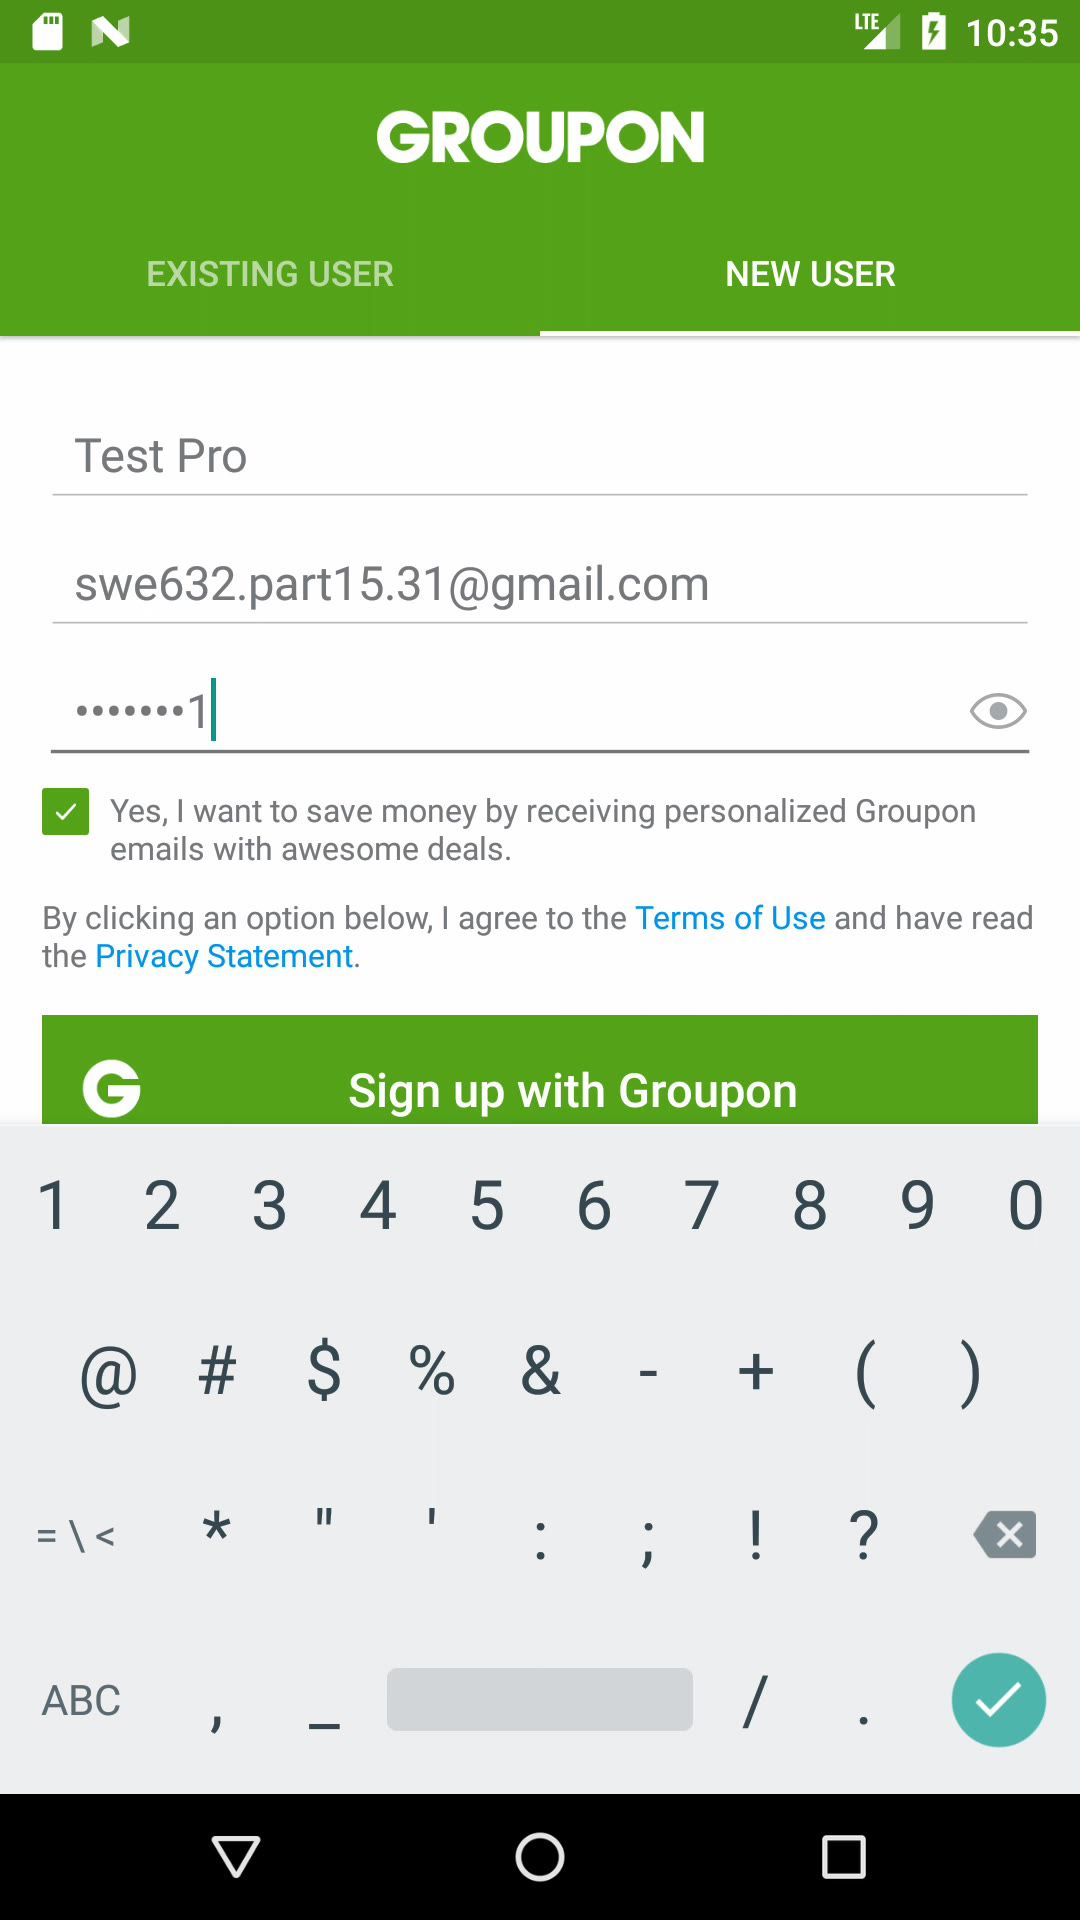 LTE 10:35
GROUPON
EXISTING USER NEW USER
Test Pro
swe632.part15.31@gmail.com
•••••••1
Yes, I want to save money by receiving personalized Groupon
emails with awesome deals.
By clicking an option below, I agree to the Terms of Use and have read
the Privacy Statement.
G Sign up with Groupon
1 2 3 4 5 6 7 8 9 0
@ # $ % & - + ( )
= \ < * " ' : ; ! ?
ABC , _ / .